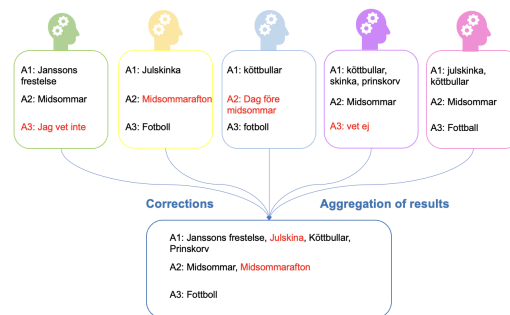 A1: Janssons
frestelse
A2: Midsommar
A3: Jag vet inte
A1: Julskinka
A2: Midsommarafton
A3: Fotboll
A1: köttbullar
A2: Dag före
midsommar
A3: fotboll
A1: köttbullar,
skinka, prinskorv
A2: Midsommar
A3: vet ej
A1: julskinka,
köttbullar
A2: Midsommar
A3: Fottball
Corrections
Aggregation of results
A1: Janssons frestelse, Julskina, Köttbullar,
Prinskorv
A2: Midsommar, Midsommarafton
A3: Fottboll